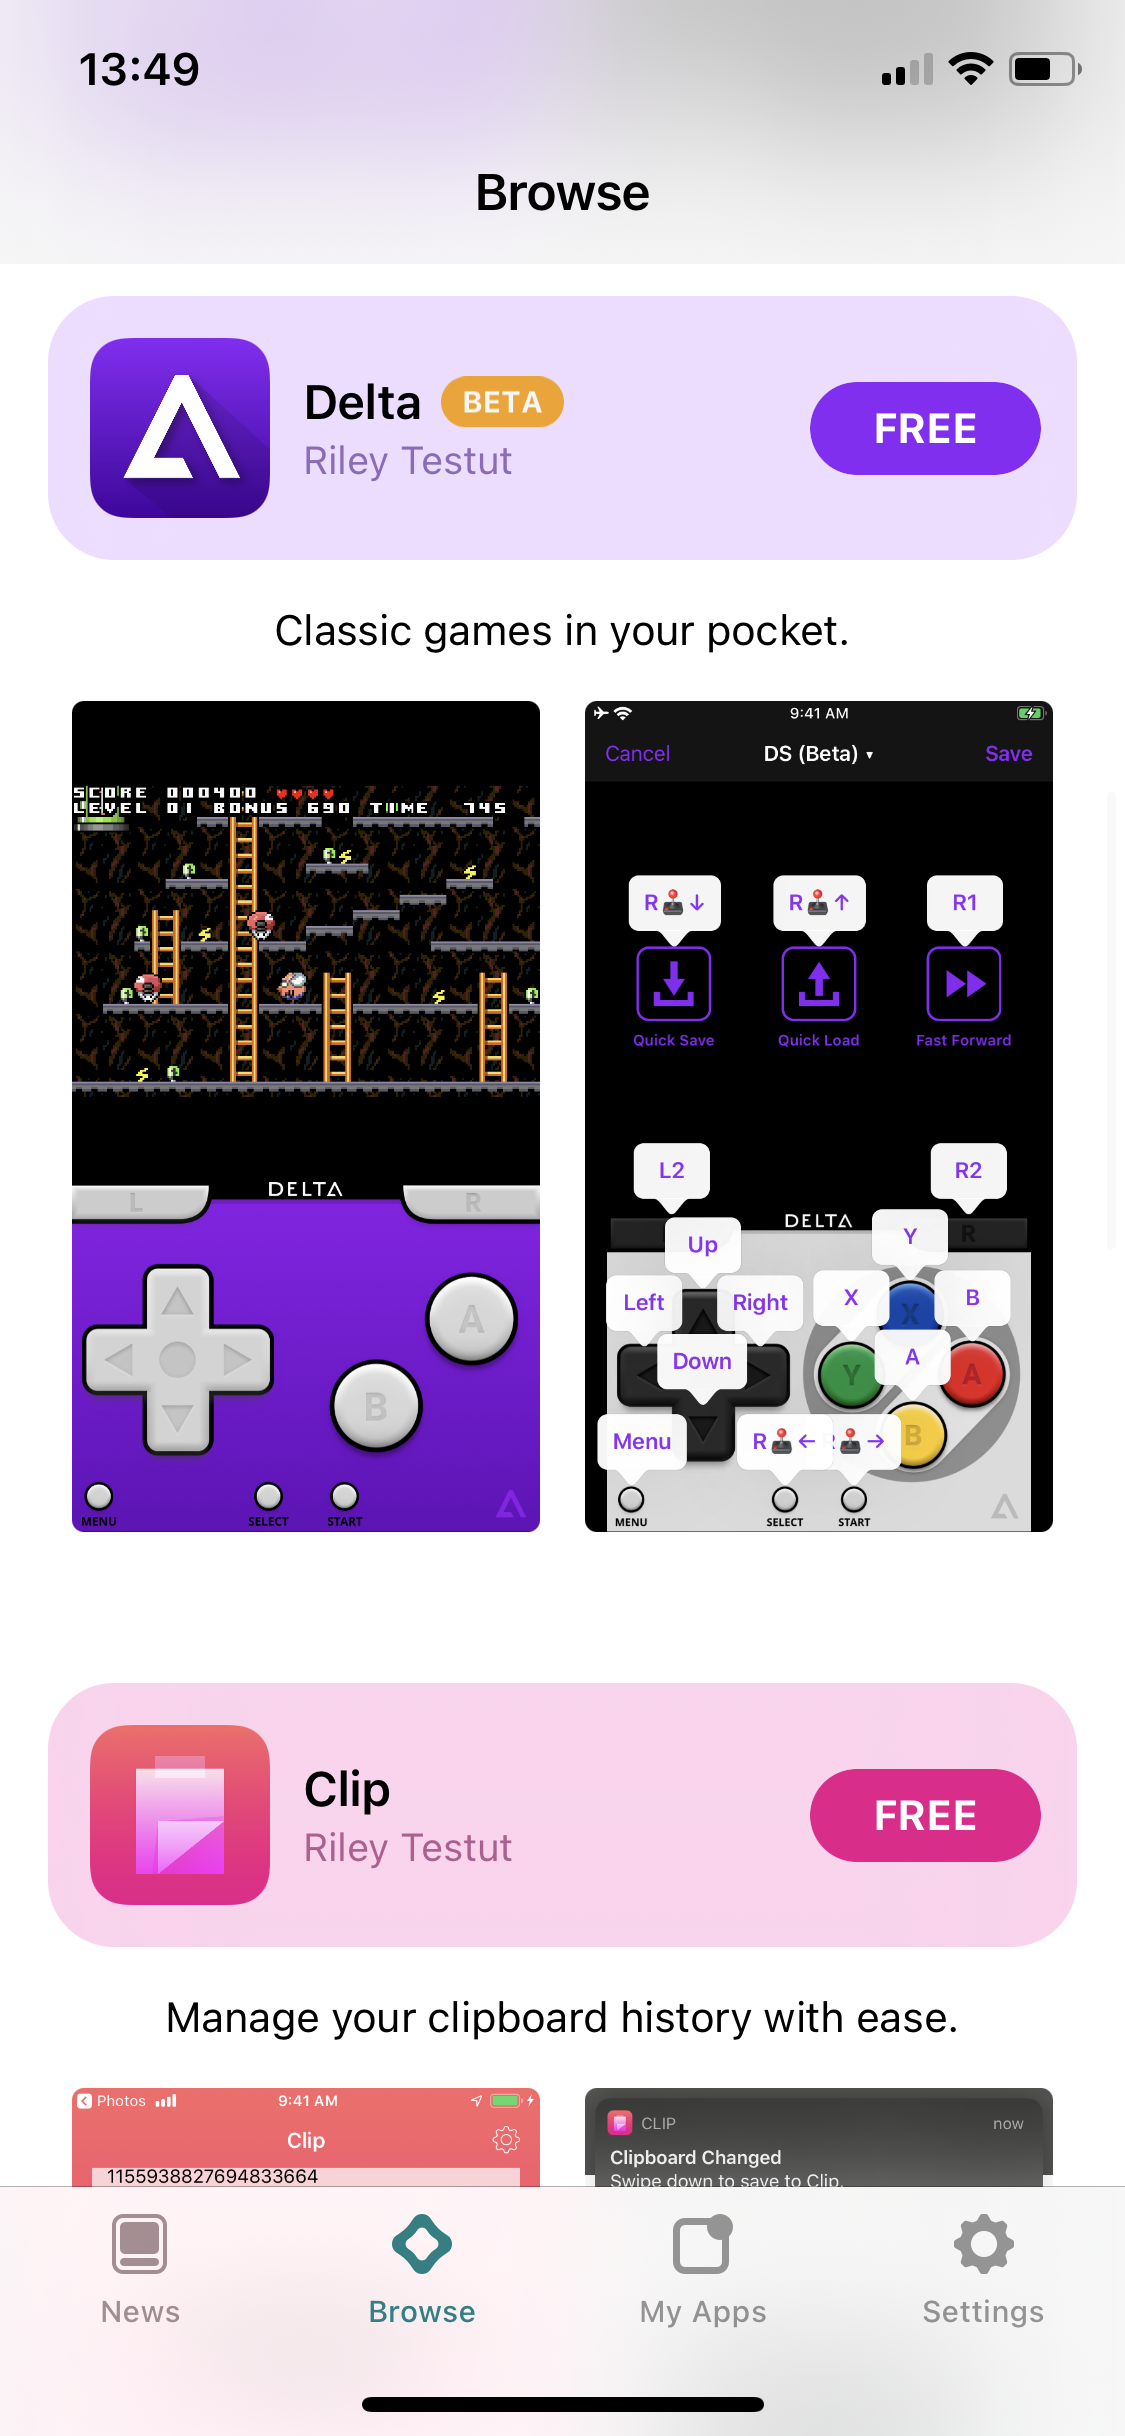 13:49
Browse
Delta BETA
Riley Testut
FREE
Classic games in your pocket.
SCORE 000400
LEVEL 01 BONUS 690 TIME 745
L DELTA R
A
B
MENU SELECT START
9:41 AM
Cancel DS (Beta) ▾ Save
R🕹️↓ R🕹️↑ R1
Quick Save Quick Load Fast Forward
L2 R2
DELTA R
Up Y
Left Right X X B
Down Y A A
Menu R🕹️← R🕹️→ B
MENU SELECT START
Clip
Riley Testut
FREE
Manage your clipboard history with ease.
Photos 9:41 AM
Clip
1155938827694833664
CLIP now
Clipboard Changed
Swipe down to save to Clip.
News Browse My Apps Settings